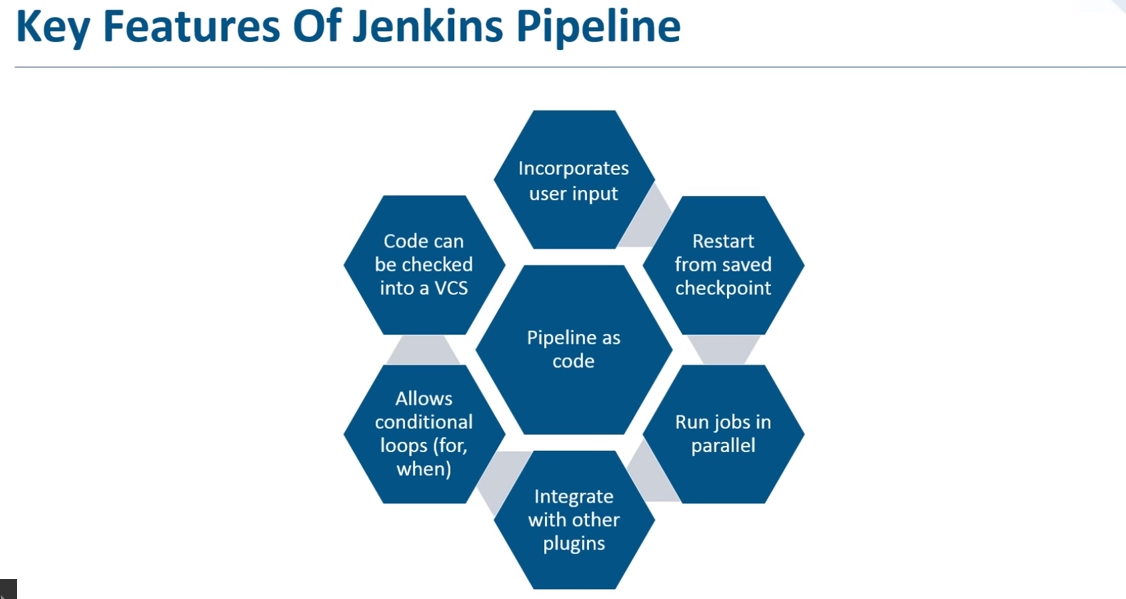 Key Features Of Jenkins Pipeline
Incorporates
user input
Restart
from saved
checkpoint
Run jobs in
parallel
Integrate
with other
plugins
Allows
conditional
loops (for,
when)
Code can
be checked
into a VCS
Pipeline as
code